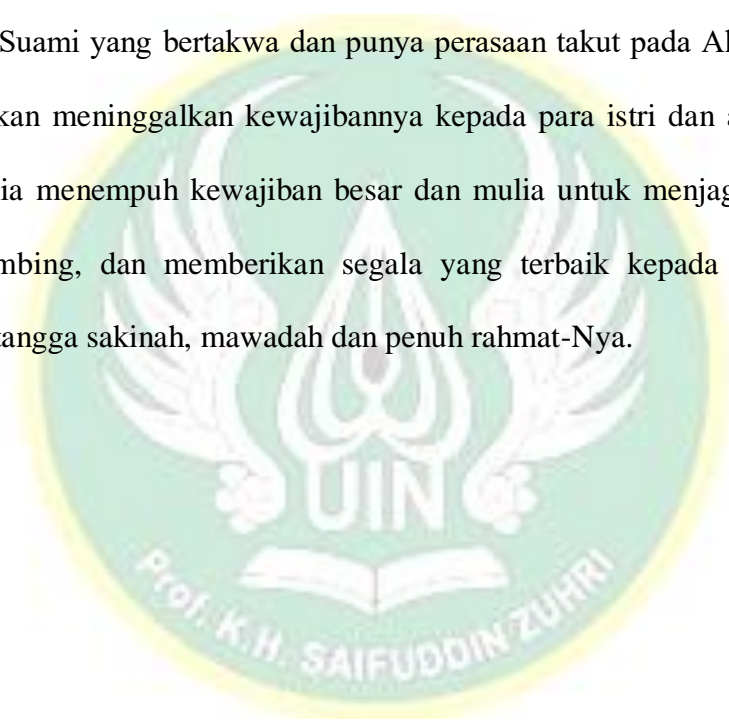 Suami yang bertakwa dan punya perasaan takut pada Al
kan meninggalkan kewajibannya kepada para istri dan a
ia menempuh kewajiban besar dan mulia untuk menjag
mbing, dan memberikan segala yang terbaik kepada
tangga sakinah, mawadah dan penuh rahmat-Nya.
UIN
Prof. K.H. SAIFUDDIN ZUHRI